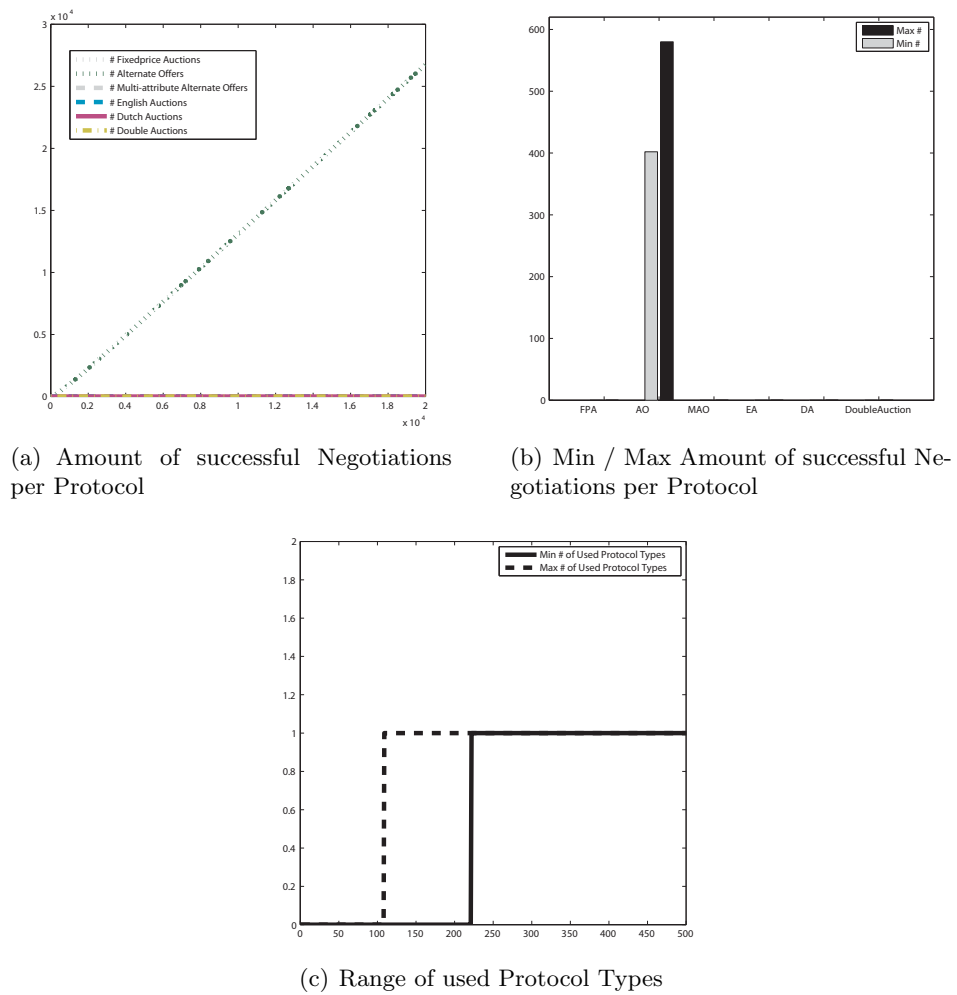 3 x 10 4
2.5
2
1.5
1
0.5
0
# Fixedprice Auctions
# Alternate Offers
# Multi-attribute Alternate Offers
# English Auctions
# Dutch Auctions
# Double Auctions
0 0.2 0.4 0.6 0.8 1 1.2 1.4 1.6 1.8 2
x 10 4
(a) Amount of successful Negotiations
per Protocol
600
500
400
300
200
100
0
Max #
Min #
FPA AO MAO EA DA DoubleAuction
(b) Min / Max Amount of successful Ne-
gotiations per Protocol
2
1.8
1.6
1.4
1.2
1
0.8
0.6
0.4
0.2
0
Min # of Used Protocol Types
Max # of Used Protocol Types
0 50 100 150 200 250 300 350 400 450 500
(c) Range of used Protocol Types